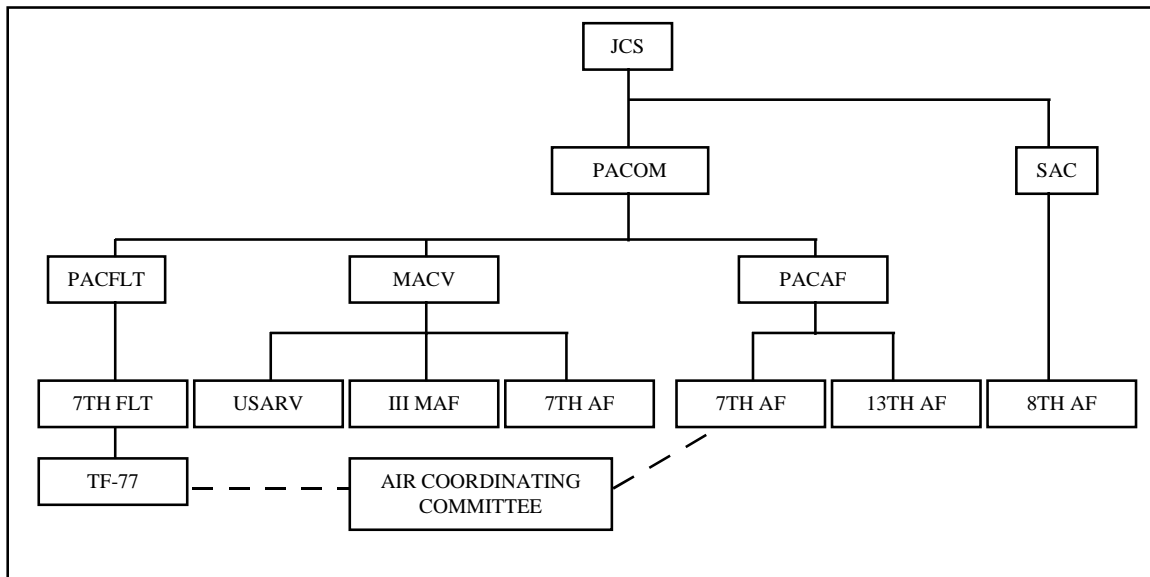 JCS
PACOM
SAC
PACFLT
MACV
PACAF
7TH FLT
USARV
III MAF
7TH AF
7TH AF
13TH AF
8TH AF
TF-77
AIR COORDINATING
COMMITTEE